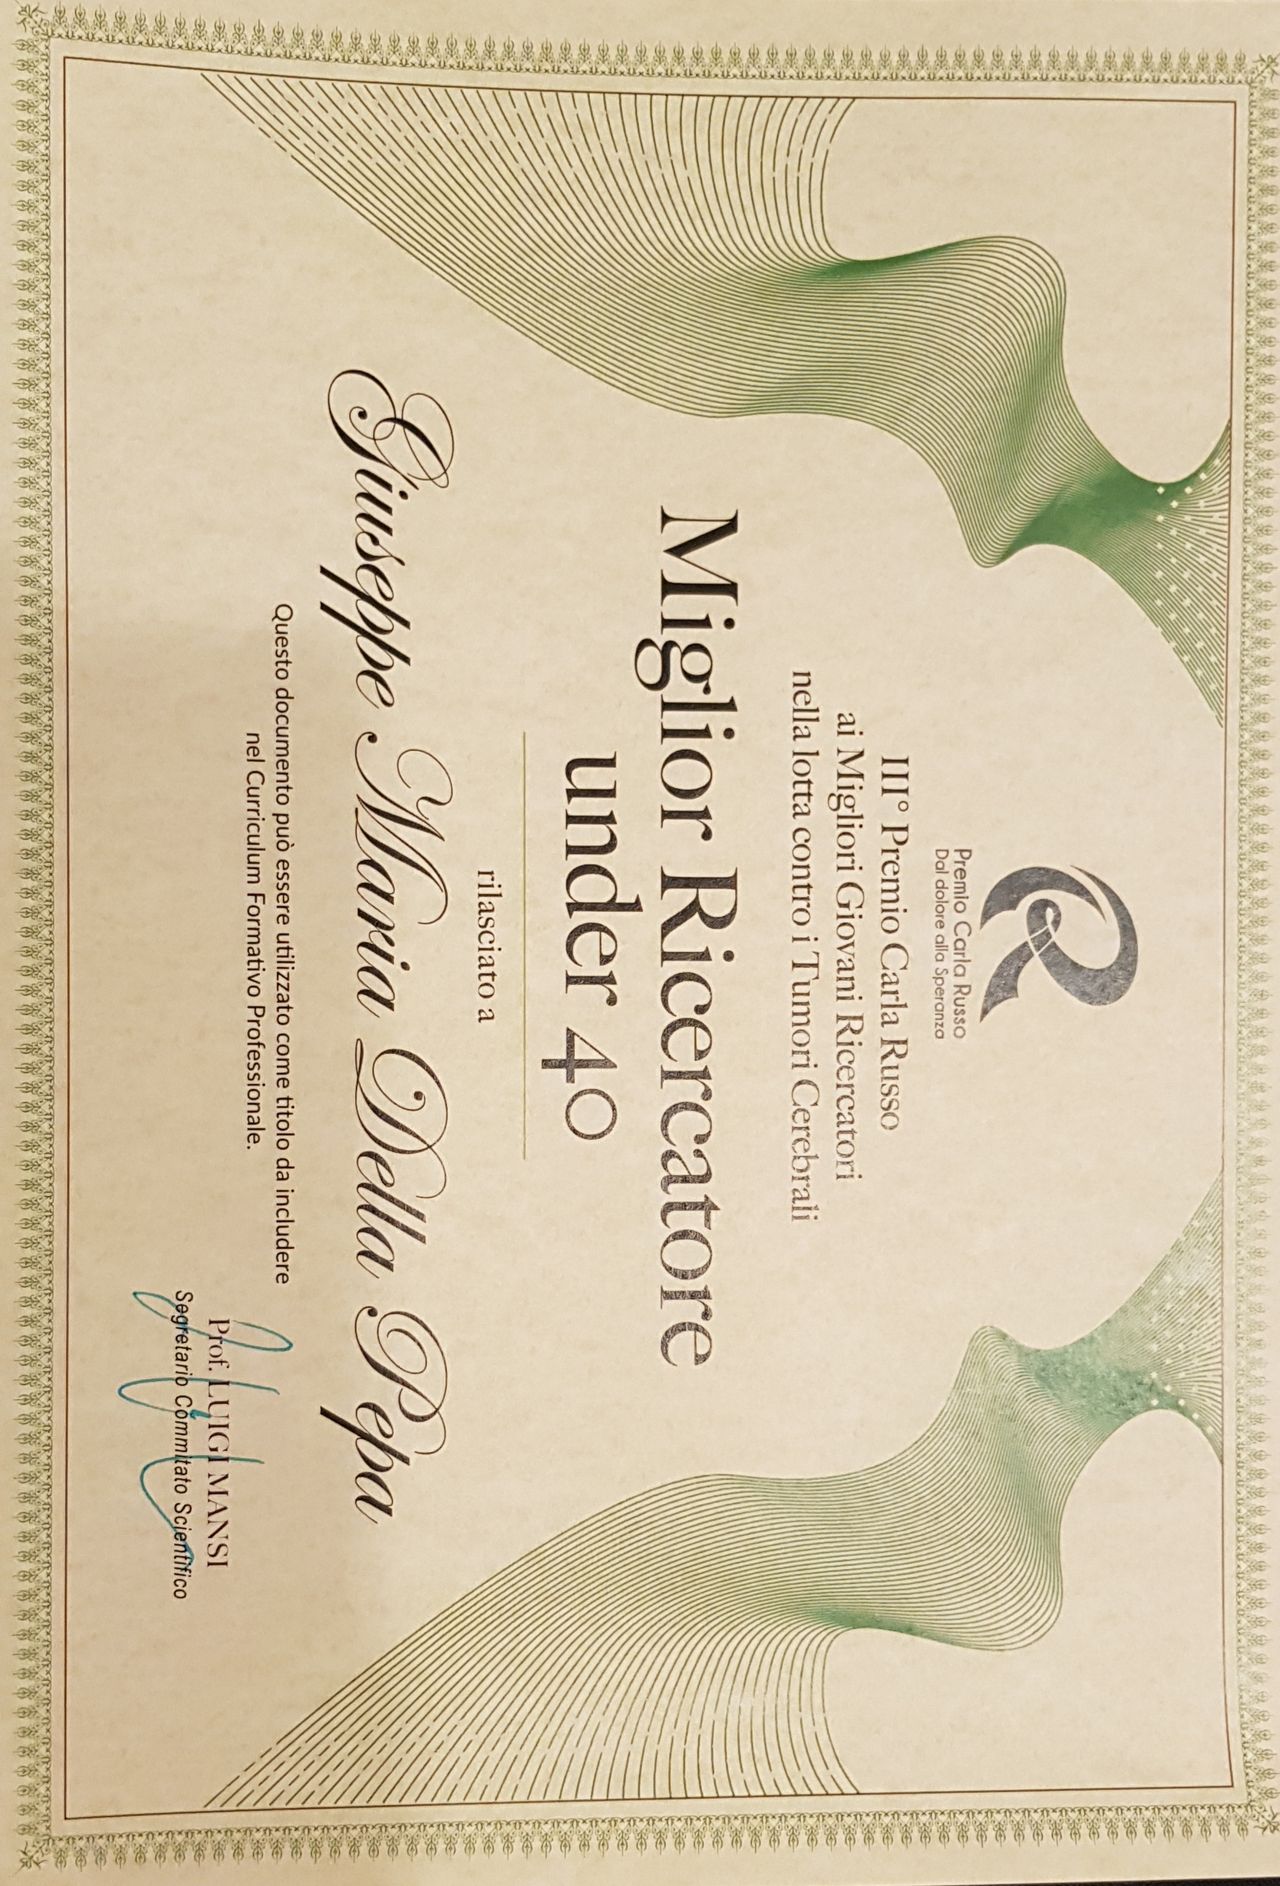 Premio Carla Russo
Dal dolore alla Speranza
III° Premio Carla Russo
ai Migliori Giovani Ricercatori
nella lotta contro i Tumori Cerebrali
Miglior Ricercatore
under 40
rilasciato a
Giuseppe Maria Della Pepa
Questo documento può essere utilizzato come titolo da includere
nel Curriculum Formativo Professionale.
Prof. LUIGI MANSI
Segretario Commitato Scientifico